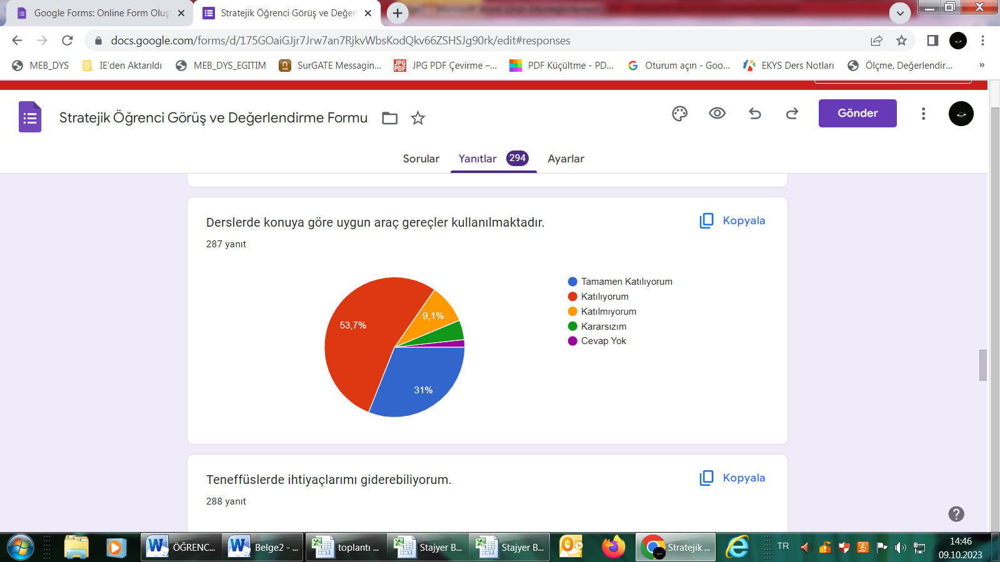 Google Forms: Online Form Oluşt
Stratejik Öğrenci Görüş ve Değerl
docs.google.com/forms/d/175GOaiGJjr7Jrw7an7RjkvWbsKodQkv66ZSHSJg90rk/edit#responses
MEB_DYS
IE'den Aktarıldı
MEB_DYS_EGITIM
SurGATE Messagin...
JPG PDF Çevirme –...
PDF Küçültme - PD...
Oturum açın - Goo...
EKYS Ders Notları
Ölçme, Değerlendir...
»
Stratejik Öğrenci Görüş ve Değerlendirme Formu
Gönder
Sorular
Yanıtlar 294
Ayarlar
Derslerde konuya göre uygun araç gereçler kullanılmaktadır.
Kopyala
287 yanıt
Tamamen Katılıyorum
Katılıyorum
Katılmıyorum
Kararsızım
Cevap Yok
9,1%
53,7%
31%
Teneffüslerde ihtiyaçlarımı giderebiliyorum.
Kopyala
288 yanıt
ÖĞRENC...
Belge2 - ...
toplantı ...
Stajyer B...
Stajyer B...
Stratejik ...
TR
14:46
09.10.2023